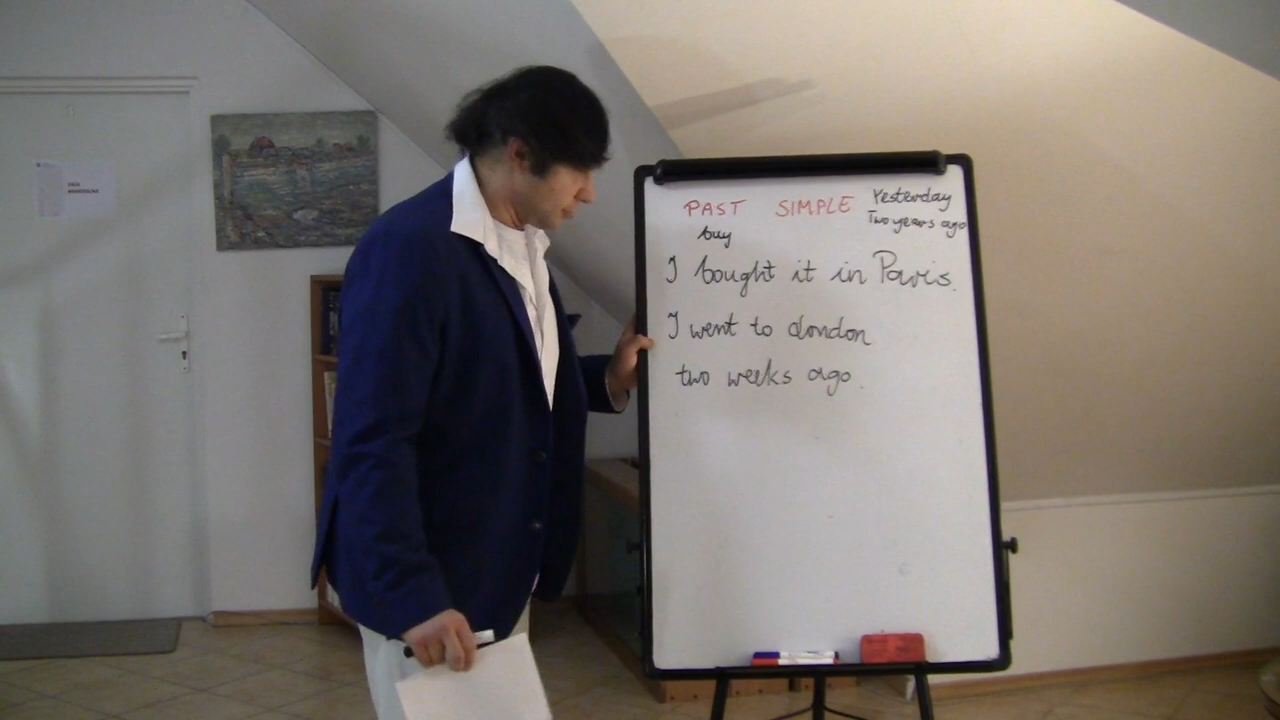 PAST SIMPLE Yesterday
Two years ago
buy
I bought it in Paris.
I went to London
two weeks ago.